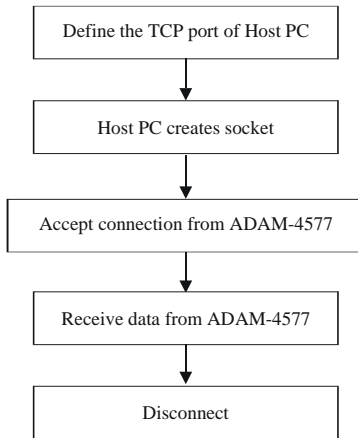 Define the TCP port of Host PC
Host PC creates socket
Accept connection from ADAM-4577
Receive data from ADAM-4577
Disconnect